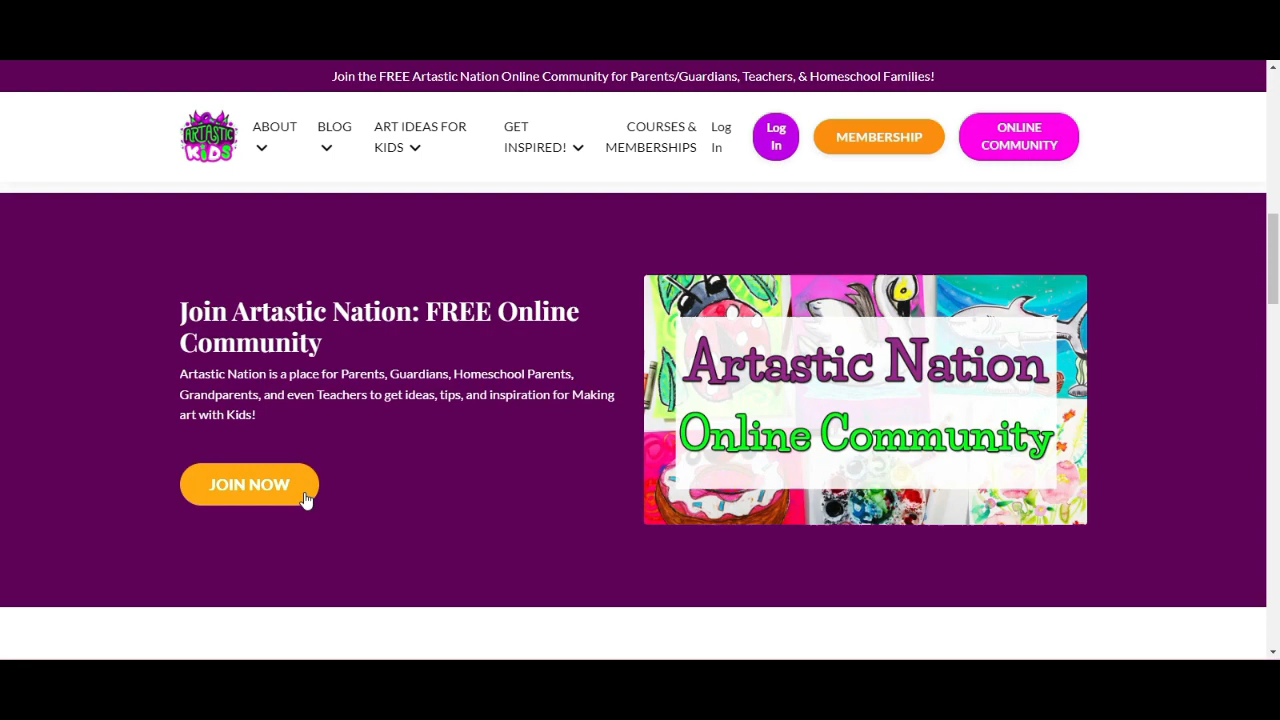 Join the FREE Artastic Nation Online Community for Parents/Guardians, Teachers, & Homeschool Families!
ARTASTIC
KiDS
ABOUT
BLOG
ART IDEAS FOR
KIDS
GET
INSPIRED!
COURSES &
MEMBERSHIPS
Log
In
Log
In
MEMBERSHIP
ONLINE
COMMUNITY
Join Artastic Nation: FREE Online
Community
Artastic Nation is a place for Parents, Guardians, Homeschool Parents,
Grandparents, and even Teachers to get ideas, tips, and inspiration for Making
art with Kids!
JOIN NOW
Artastic Nation
Online Community